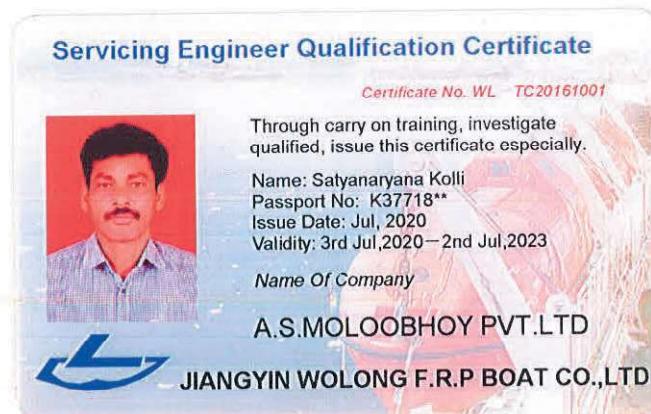 Servicing Engineer Qualification Certificate
Certificate No. WL TC20161001
Through carry on training, investigate
qualified, issue this certificate especially.
Name: Satyanaryana Kolli
Passport No: K37718**
Issue Date: Jul, 2020
Validity: 3rd Jul,2020—2nd Jul,2023
Name Of Company
A.S.MOLOOBHOY PVT.LTD
JIANGYIN WOLONG F.R.P BOAT CO.,LTD